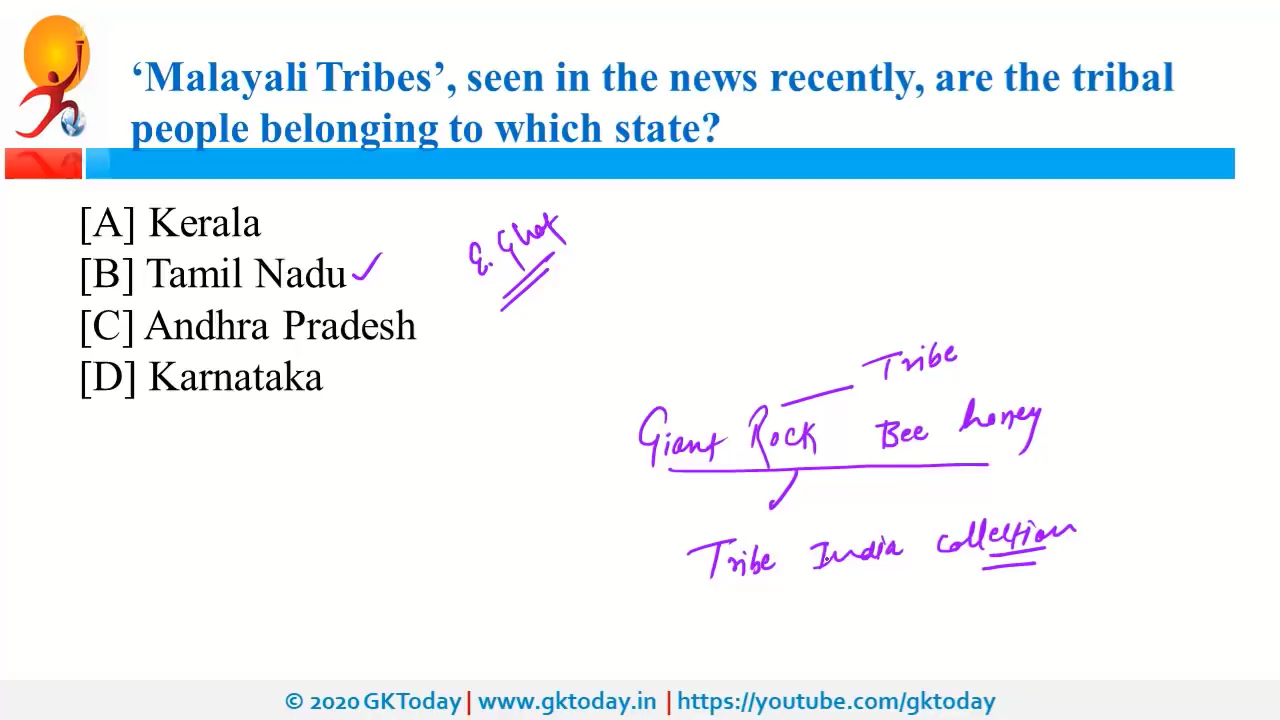 ‘Malayali Tribes’, seen in the news recently, are the tribal
people belonging to which state?
[A] Kerala
[B] Tamil Nadu
[C] Andhra Pradesh
[D] Karnataka
E. Ghat
Tribe
Giant Rock Bee honey
Tribe India collection
© 2020 GKToday | www.gktoday.in | https://youtube.com/gktoday